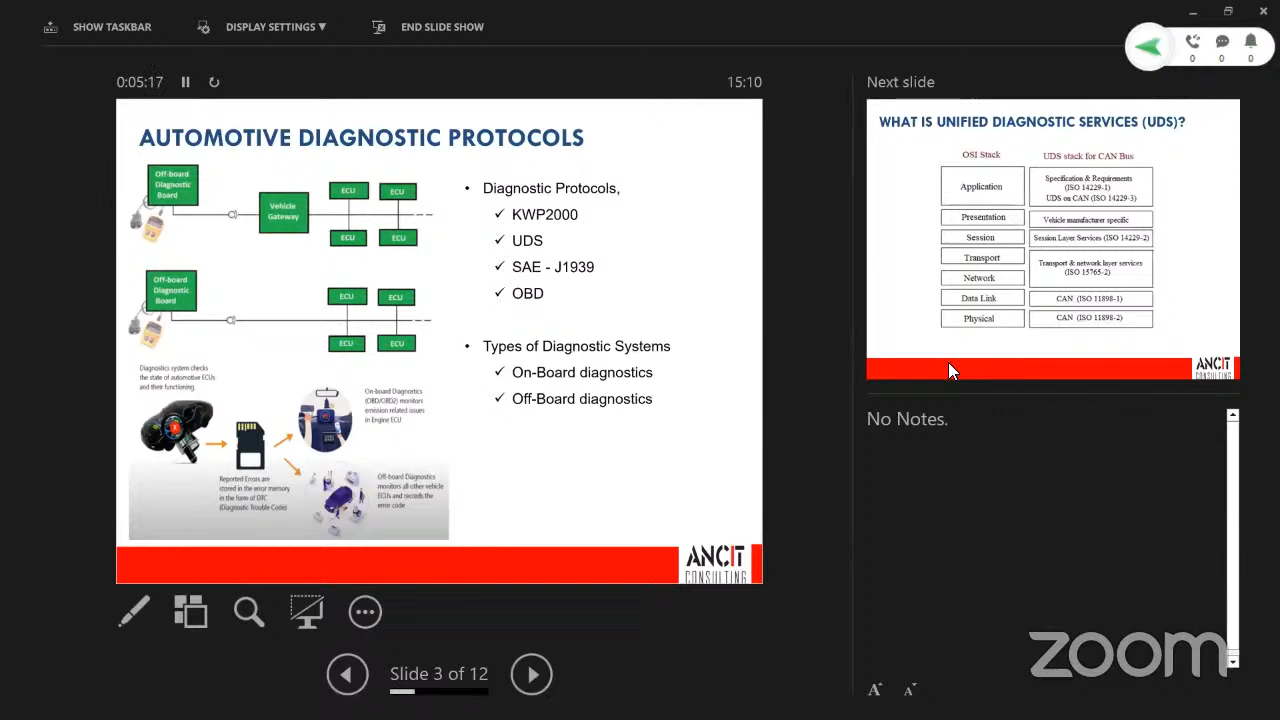 SHOW TASKBAR
DISPLAY SETTINGS ▼
END SLIDE SHOW
0 0 0
0:05:17
15:10
AUTOMOTIVE DIAGNOSTIC PROTOCOLS
Off-board
Diagnostic
Board
Vehicle
Gateway
ECU ECU
ECU ECU
Off-board
Diagnostic
Board
ECU ECU
ECU ECU
Diagnostics system checks
the state of automotive ECUs
and their functioning.
On-board Diagnostics
(OBD/OBD2) monitors
emission related issues
in Engine ECU
Reported Errors are
stored in the error memory
in the form of DTC
(Diagnostic Trouble Code)
Off-board Diagnostics
monitors all other vehicle
ECUs and records the
error code
• Diagnostic Protocols,
✓ KWP2000
✓ UDS
✓ SAE - J1939
✓ OBD
• Types of Diagnostic Systems
✓ On-Board diagnostics
✓ Off-Board diagnostics
ANCIT
CONSULTING
Slide 3 of 12
Next slide
WHAT IS UNIFIED DIAGNOSTIC SERVICES (UDS)?
OSI Stack
UDS stack for CAN Bus
Application
Specification & Requirements
(ISO 14229-1)
UDS on CAN (ISO 14229-3)
Presentation
Vehicle manufacturer specific
Session
Session Layer Services (ISO 14229-2)
Transport
Transport & network layer services
(ISO 15765-2)
Network
Data Link
CAN (ISO 11898-1)
Physical
CAN (ISO 11898-2)
ANCIT
CONSULTING
No Notes.
zoom
A A